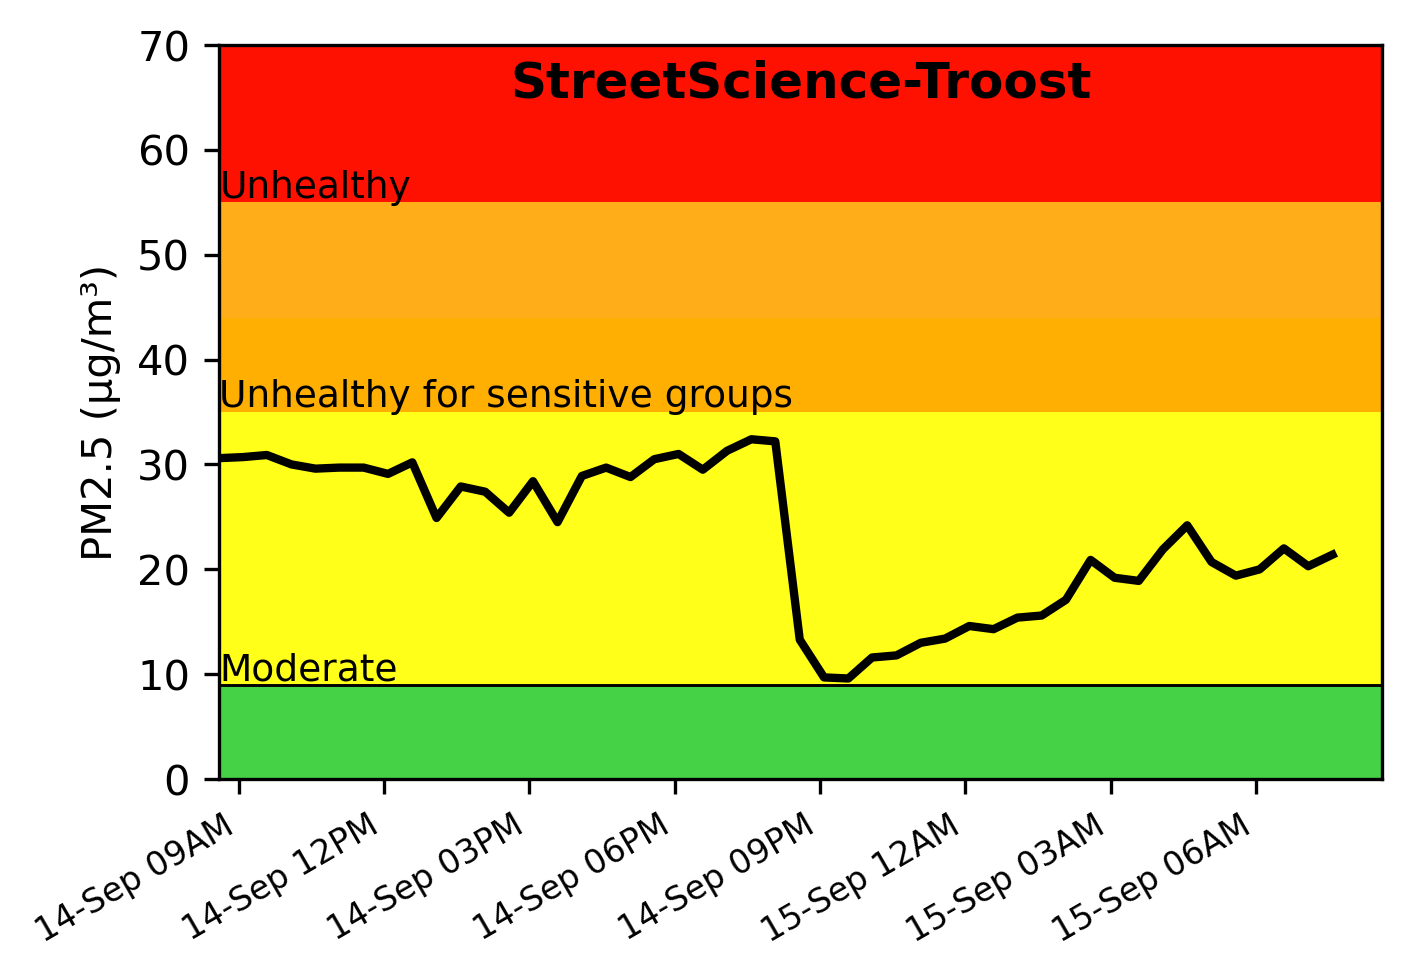 StreetScience-Troost
70
60
50
40
30
20
10
0
PM2.5 (µg/m³)
Unhealthy
Unhealthy for sensitive groups
Moderate
14-Sep 09AM
14-Sep 12PM
14-Sep 03PM
14-Sep 06PM
14-Sep 09PM
15-Sep 12AM
15-Sep 03AM
15-Sep 06AM